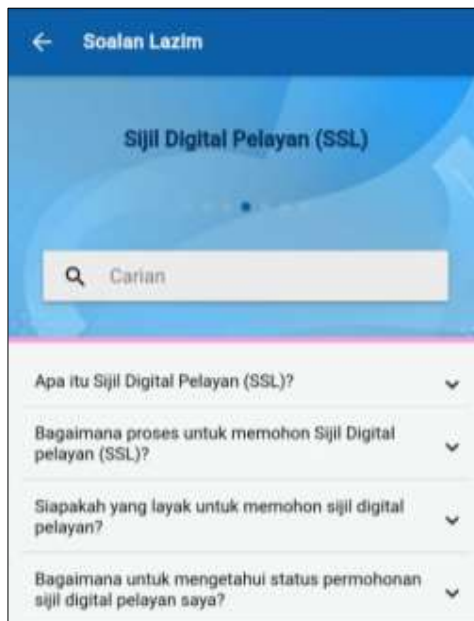 Soalan Lazim
Sijil Digital Pelayan (SSL)
Carian
Apa itu Sijil Digital Pelayan (SSL)?
Bagaimana proses untuk memohon Sijil Digital
pelayan (SSL)?
Siapakah yang layak untuk memohon sijil digital
pelayan?
Bagaimana untuk mengetahui status permohonan
sijil digital pelayan saya?